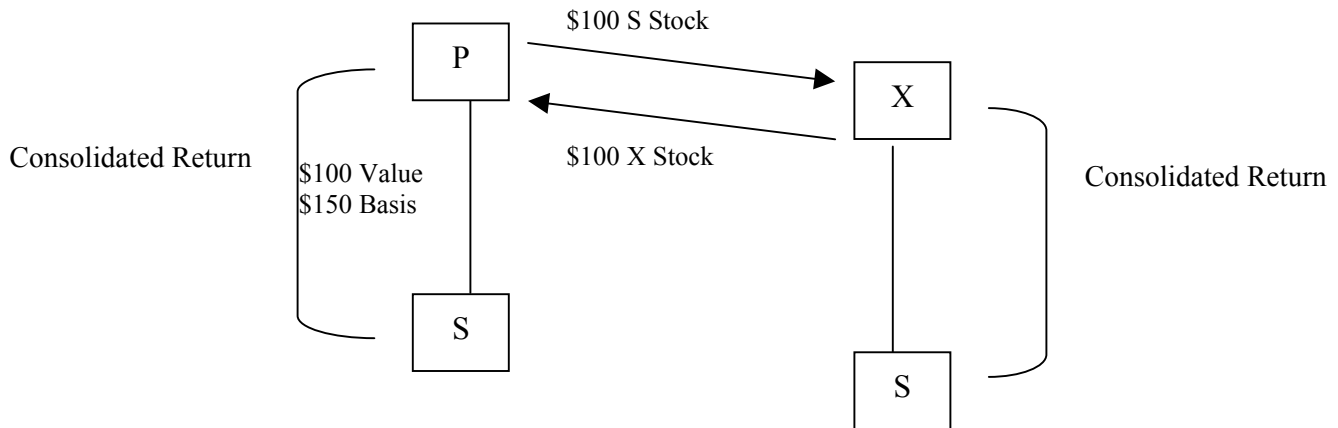 $100 S Stock
P
X
Consolidated Return
$100 Value
$150 Basis
$100 X Stock
Consolidated Return
S
S